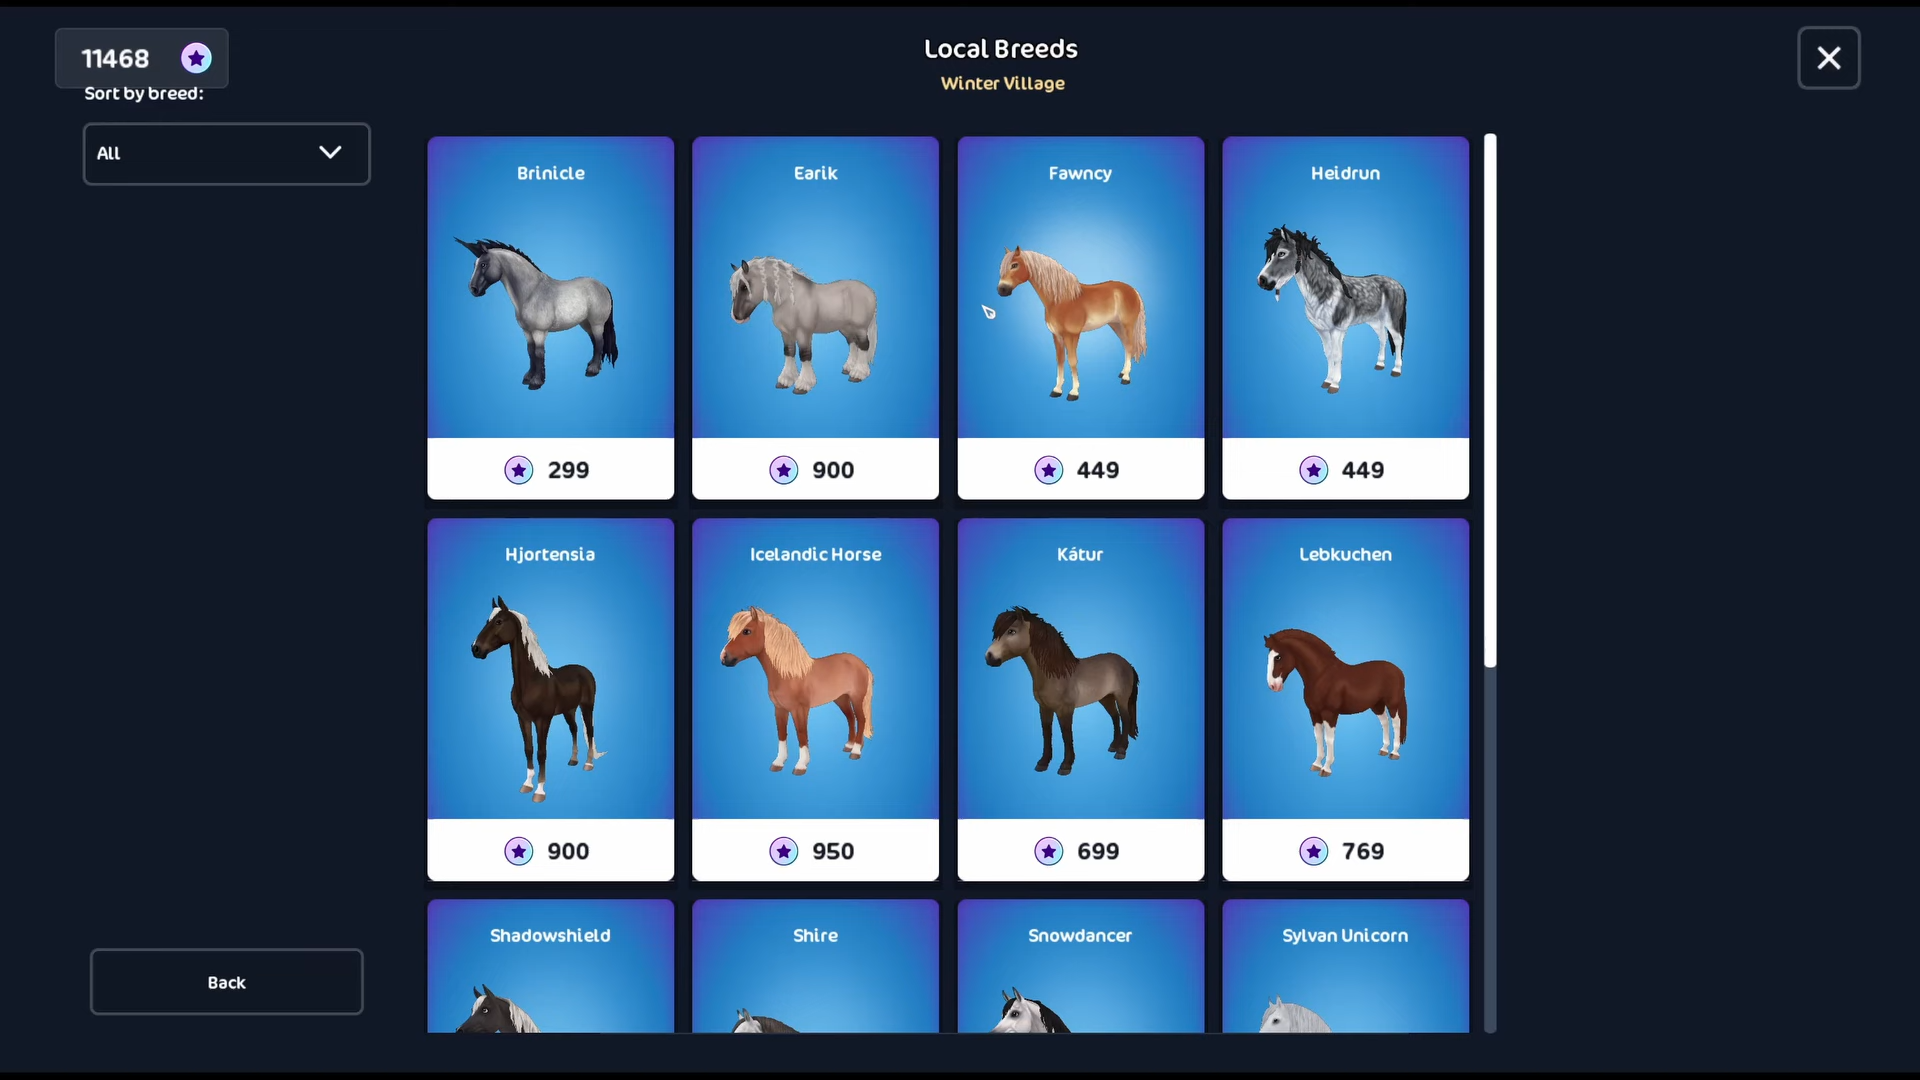 11468
Local Breeds
Winter Village
Sort by breed:
All
Brinicle
Earik
Fawncy
Heidrun
299
900
449
449
Hjortensia
Icelandic Horse
Kátur
Lebkuchen
900
950
699
769
Shadowshield
Shire
Snowdancer
Sylvan Unicorn
Back